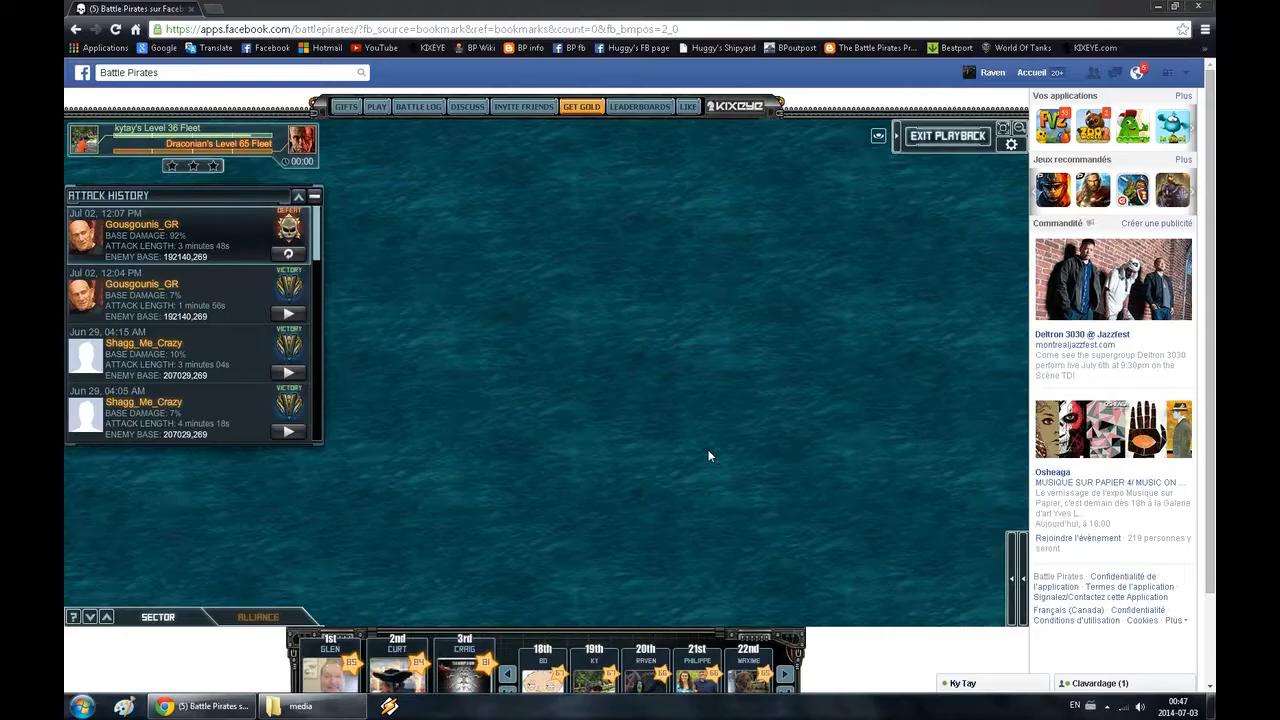 (5) Battle Pirates sur Faceb
https://apps.facebook.com/battlepirates/?fb_source=bookmark&ref=bookmarks&count=0&fb_bmpos=2_0
Applications Google Translate Facebook Hotmail YouTube KIXEYE BP Wiki BP info BP fb Huggy's FB page Huggy's Shipyard BPoutpost The Battle Pirates Pr... Beatport World Of Tanks KIXEYE.com
Battle Pirates
Raven Accueil 20+
5
GIFTS PLAY BATTLE LOG DISCUSS INVITE FRIENDS GET GOLD LEADERBOARDS LIKE KIXEYE
kytay's Level 36 Fleet
Draconian's Level 65 Fleet
00:00
EXIT PLAYBACK
ATTACK HISTORY
Jul 02, 12:07 PM
DEFEAT
Gousgounis_GR
BASE DAMAGE: 92%
ATTACK LENGTH: 3 minutes 48s
ENEMY BASE: 192140,269
Jul 02, 12:04 PM
VICTORY
Gousgounis_GR
BASE DAMAGE: 7%
ATTACK LENGTH: 1 minute 56s
ENEMY BASE: 192140,269
Jun 29, 04:15 AM
VICTORY
Shagg_Me_Crazy
BASE DAMAGE: 10%
ATTACK LENGTH: 3 minutes 04s
ENEMY BASE: 207029,269
Jun 29, 04:05 AM
VICTORY
Shagg_Me_Crazy
BASE DAMAGE: 7%
ATTACK LENGTH: 4 minutes 18s
ENEMY BASE: 207029,269
? SECTOR ALLIANCE
1st 2nd 3rd 18th 19th 20th 21st 22nd
GLEN CURT CRAIG BO KY RAVEN PHILIPPE MAXIME
85 84 81 67 67 66 66 65
Vos applications Plus
Jeux recommandés Plus
Commandité Créer une publicité
Deltron 3030 @ Jazzfest
montrealjazzfest.com
Come see the supergroup Deltron 3030
perform live July 6th at 9:30pm on the
Scène TD!
OSHEAGA
Osheaga
MUSIQUE SUR PAPIER 4/ MUSIC ON ...
Le vernissage de l'expo Musique sur
Papier, c'est demain dès 18h à la Galerie
d'art Yves L...
Aujourd'hui, à 18:00
Rejoindre l'évènement · 219 personnes y
seront
Battle Pirates · Confidentialité de
l'application · Termes de l'application ·
Signalez/Contactez cette Application
Français (Canada) · Confidentialité ·
Conditions d'utilisation · Cookies · Plus
Ky Tay
Clavardage (1)
(5) Battle Pirates s...
media
EN
00:47
2014-07-03